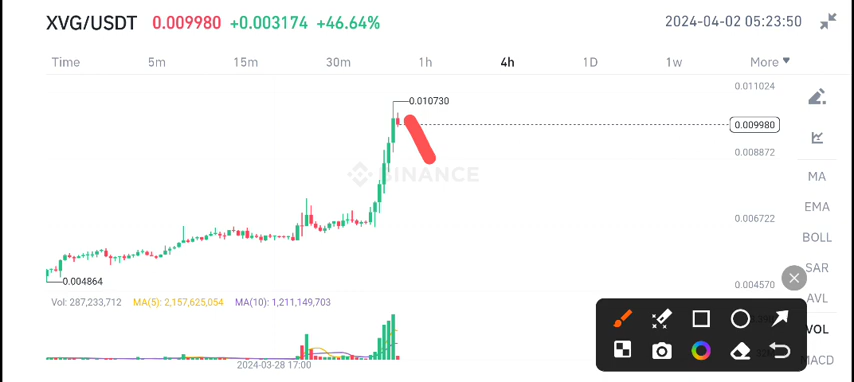 XVG/USDT 0.009980 +0.003174 +46.64% 2024-04-02 05:23:50
Time 5m 15m 30m 1h 4h 1D 1w More
0.011024
0.010730
0.009980
0.008872
BINANCE
MA
EMA
0.006722
BOLL
SAR
0.004864
0.004570
AVL
Vol: 287,233,712 MA(5): 2,157,625,054 MA(10): 1,211,149,703
VOL
MACD
2024-03-28 17:00